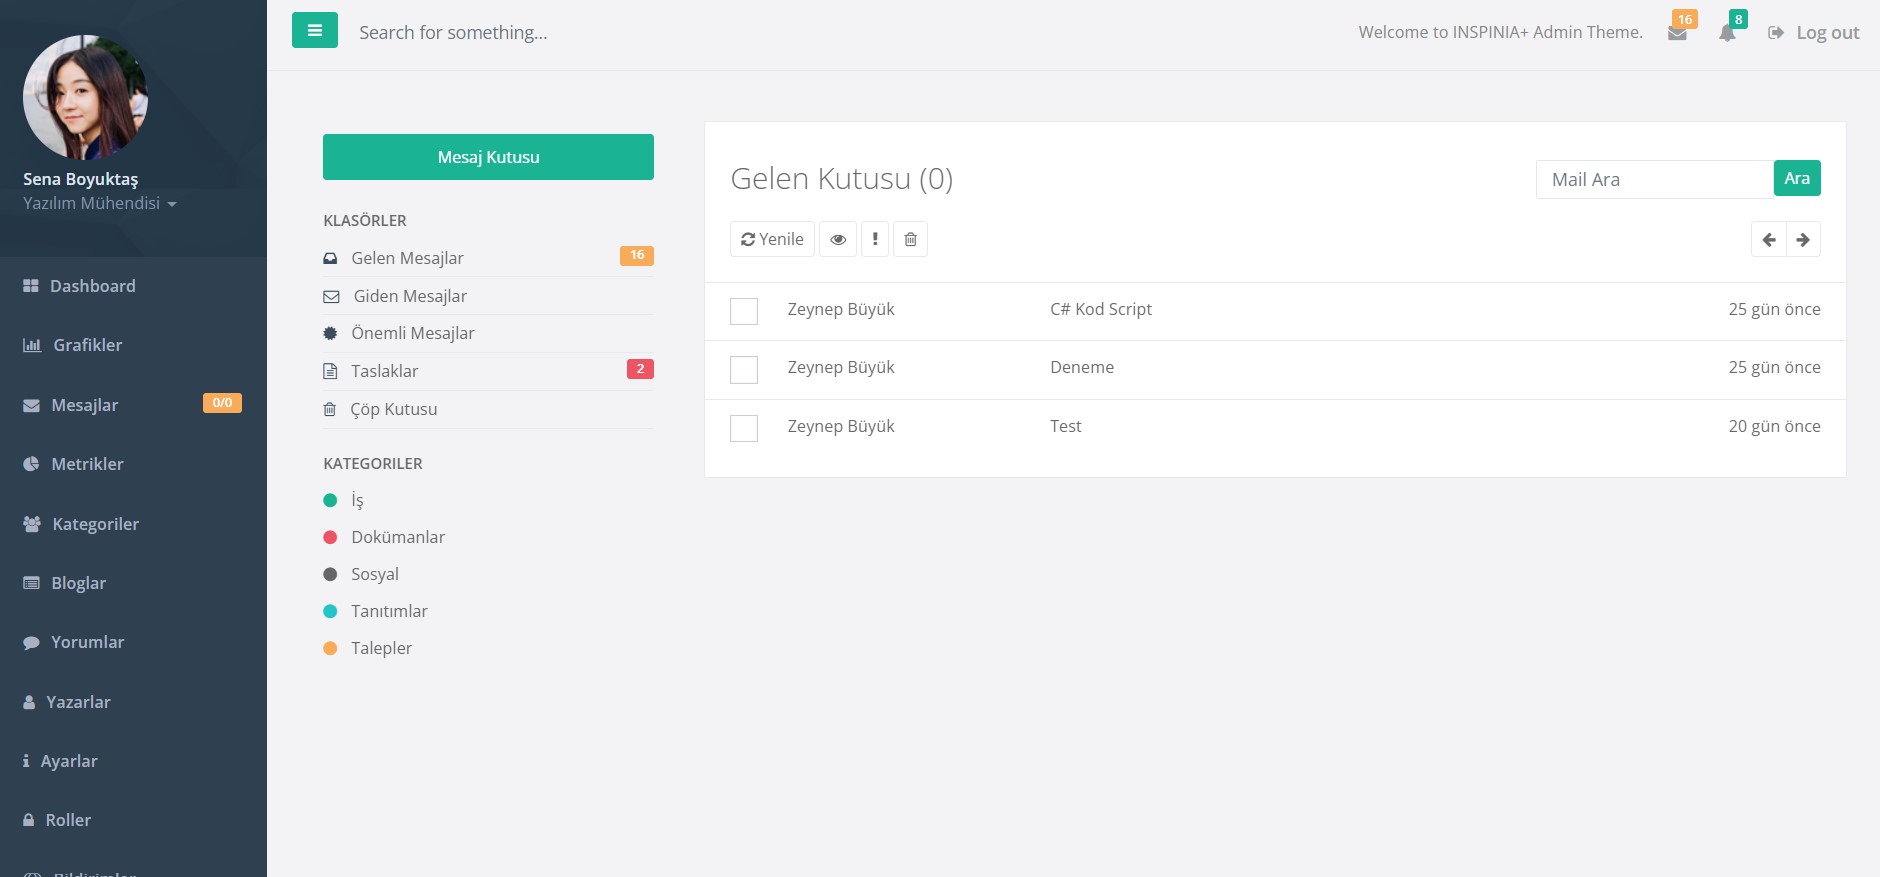 Search for something...
Welcome to INSPINIA+ Admin Theme.
16
8
Log out
Sena Boyuktaş
Yazılım Mühendisi
Dashboard
Grafikler
Mesajlar 0/0
Metrikler
Kategoriler
Bloglar
Yorumlar
Yazarlar
Ayarlar
Roller
Bildirimler
Mesaj Kutusu
KLASÖRLER
Gelen Mesajlar 16
Giden Mesajlar
Önemli Mesajlar
Taslaklar 2
Çöp Kutusu
KATEGORILER
İş
Dokümanlar
Sosyal
Tanıtımlar
Talepler
Gelen Kutusu (0)
Mail Ara Ara
Yenile
Zeynep Büyük C# Kod Script 25 gün önce
Zeynep Büyük Deneme 25 gün önce
Zeynep Büyük Test 20 gün önce